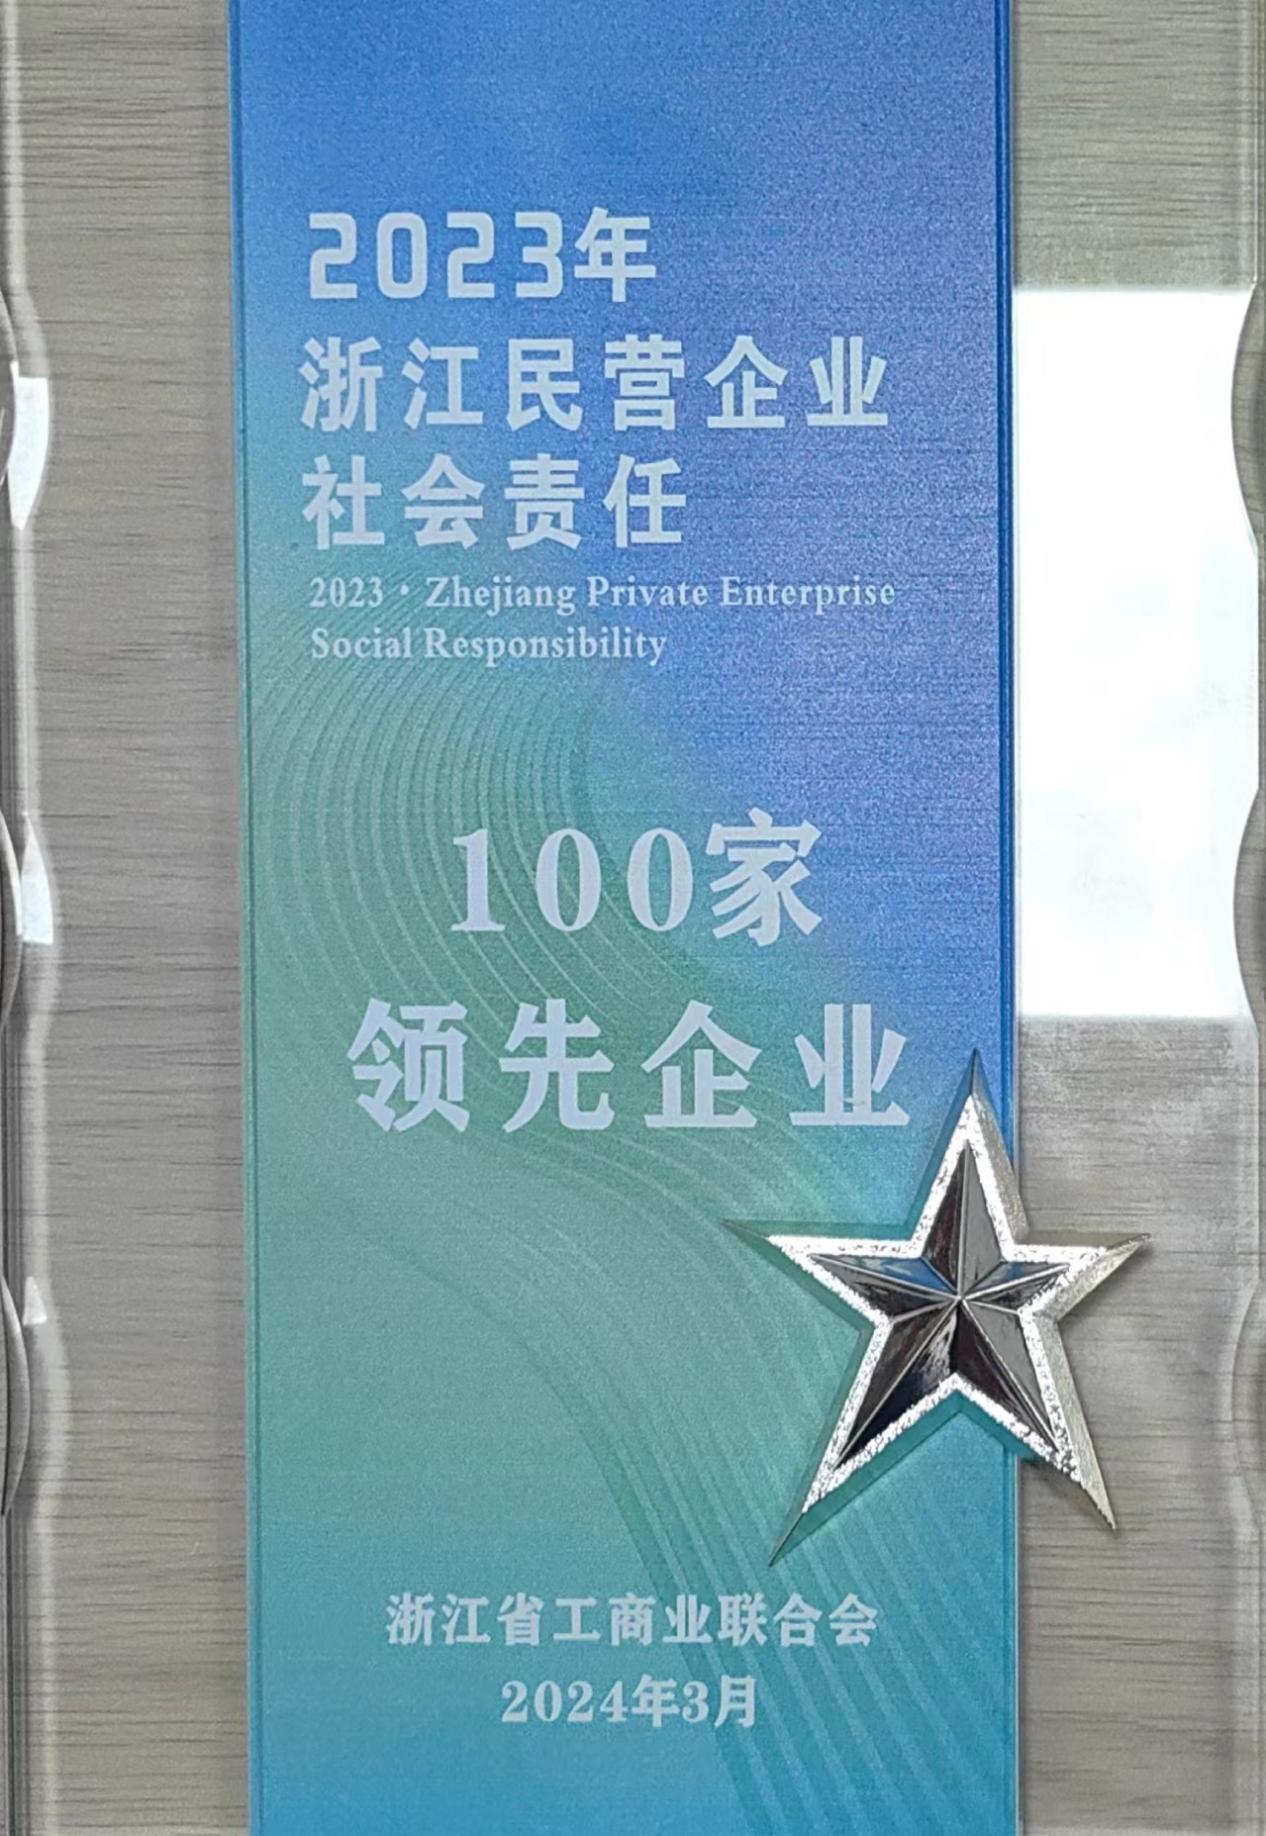 2023年
浙江民营企业
社会责任
2023・Zhejiang Private Enterprise
Social Responsibility
100家
领先企业
浙江省工商业联合会
2024年3月